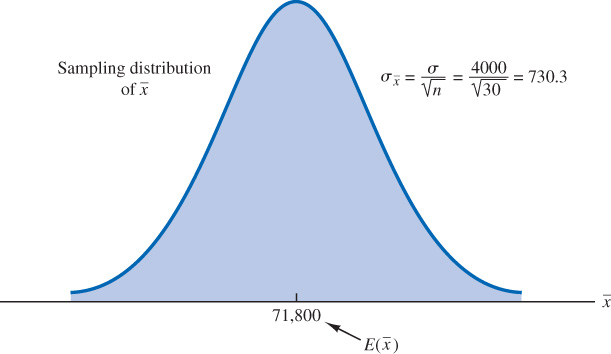 Sampling distribution
of x̄
σx̄ = σ/√n = 4000/√30 = 730.3
x̄
71,800
E(x̄)